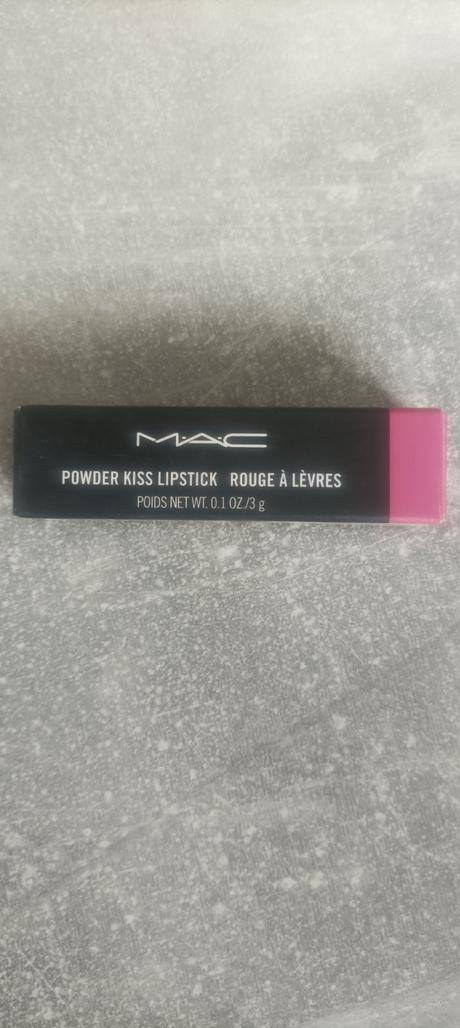 M·A·C
POWDER KISS LIPSTICK ROUGE À LÈVRES
POIDS NET WT. 0.1 OZ./3 g